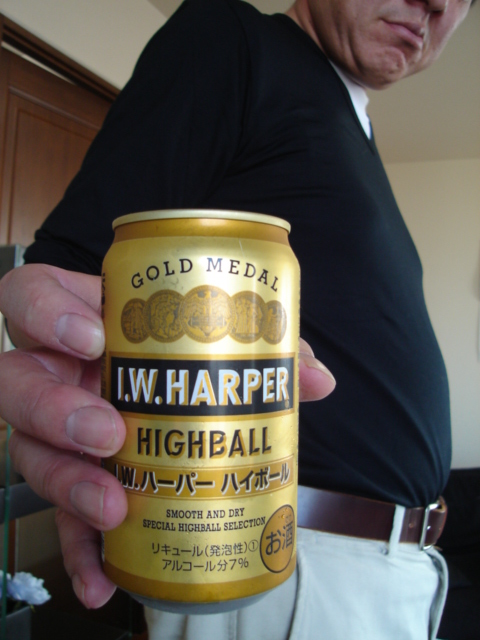 GOLD MEDAL
I.W.HARPER
HIGHBALL
I.W.ハーパー ハイボール
SMOOTH AND DRY
SPECIAL HIGHBALL SELECTION
お酒
リキュール(発泡性)①
アルコール分7%